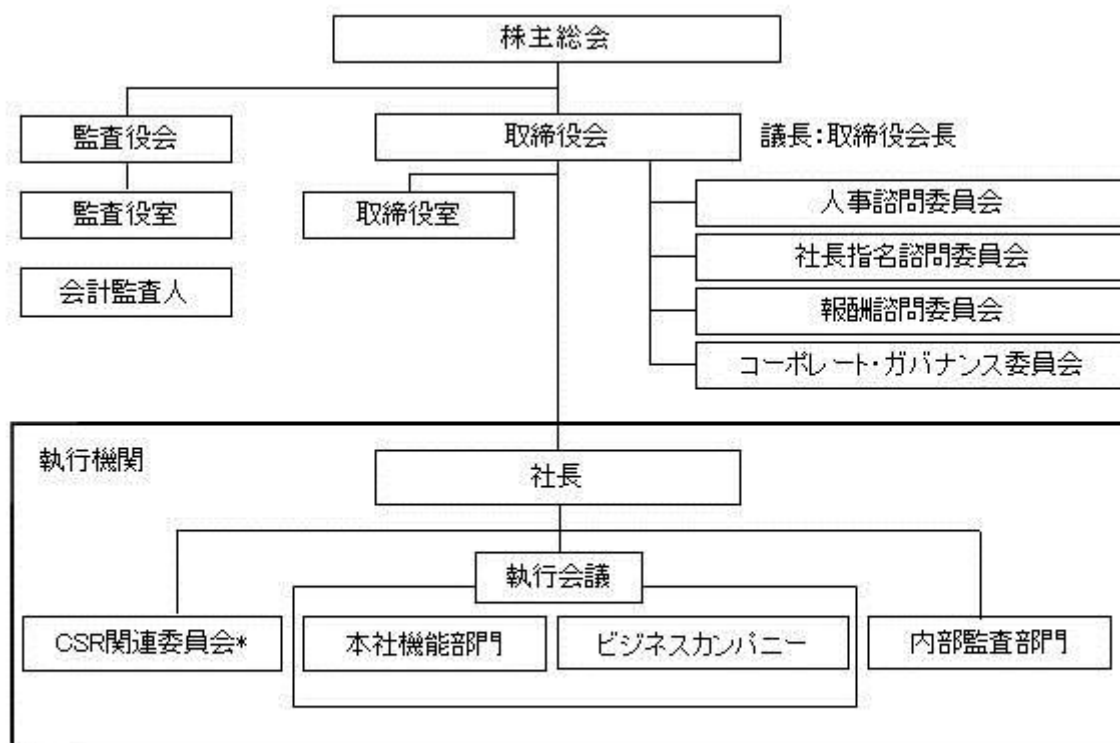 株主総会
監査役会
取締役会
議長:取締役会長
監査役室
取締役室
人事諮問委員会
社長指名諮問委員会
会計監査人
報酬諮問委員会
コーポレート・ガバナンス委員会
執行機関
社長
執行会議
CSR関連委員会*
本社機能部門
ビジネスカンパニー
内部監査部門